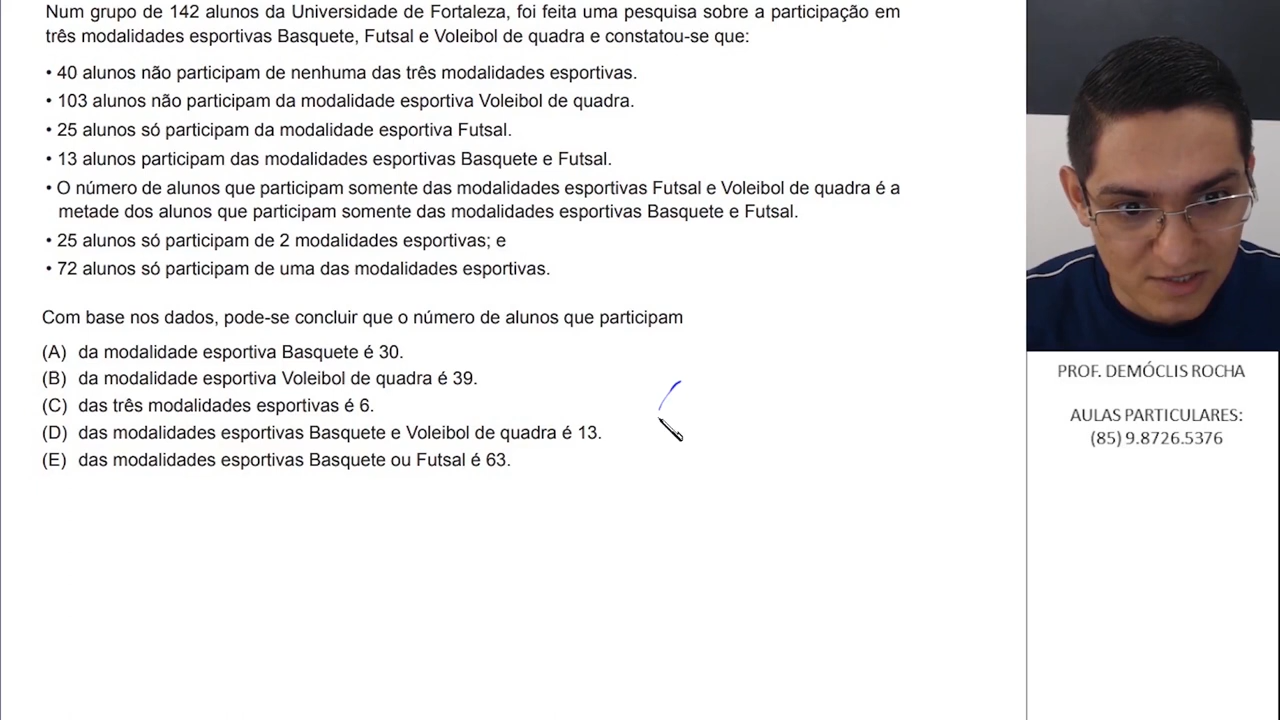 Num grupo de 142 alunos da Universidade de Fortaleza, foi feita uma pesquisa sobre a participação em
três modalidades esportivas Basquete, Futsal e Voleibol de quadra e constatou-se que:
• 40 alunos não participam de nenhuma das três modalidades esportivas.
• 103 alunos não participam da modalidade esportiva Voleibol de quadra.
• 25 alunos só participam da modalidade esportiva Futsal.
• 13 alunos participam das modalidades esportivas Basquete e Futsal.
• O número de alunos que participam somente das modalidades esportivas Futsal e Voleibol de quadra é a
metade dos alunos que participam somente das modalidades esportivas Basquete e Futsal.
• 25 alunos só participam de 2 modalidades esportivas; e
• 72 alunos só participam de uma das modalidades esportivas.
Com base nos dados, pode-se concluir que o número de alunos que participam
(A) da modalidade esportiva Basquete é 30.
(B) da modalidade esportiva Voleibol de quadra é 39.
(C) das três modalidades esportivas é 6.
(D) das modalidades esportivas Basquete e Voleibol de quadra é 13.
(E) das modalidades esportivas Basquete ou Futsal é 63.
PROF. DEMÓCLIS ROCHA
AULAS PARTICULARES:
(85) 9.8726.5376